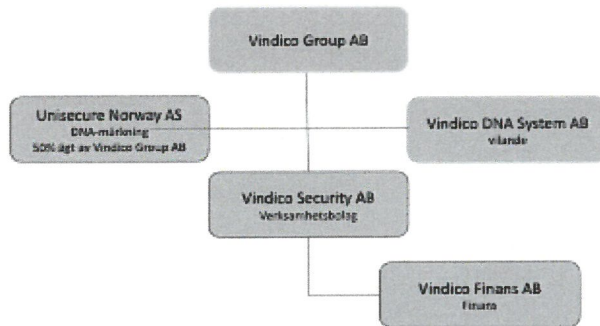 Vindico Group AB
Unisecure Norway AS
DNA-märkning
50% ägt av Vindico Group AB
Vindico DNA System AB
vilande
Vindico Security AB
Verksamhetsbolag
Vindico Finans AB
Finans